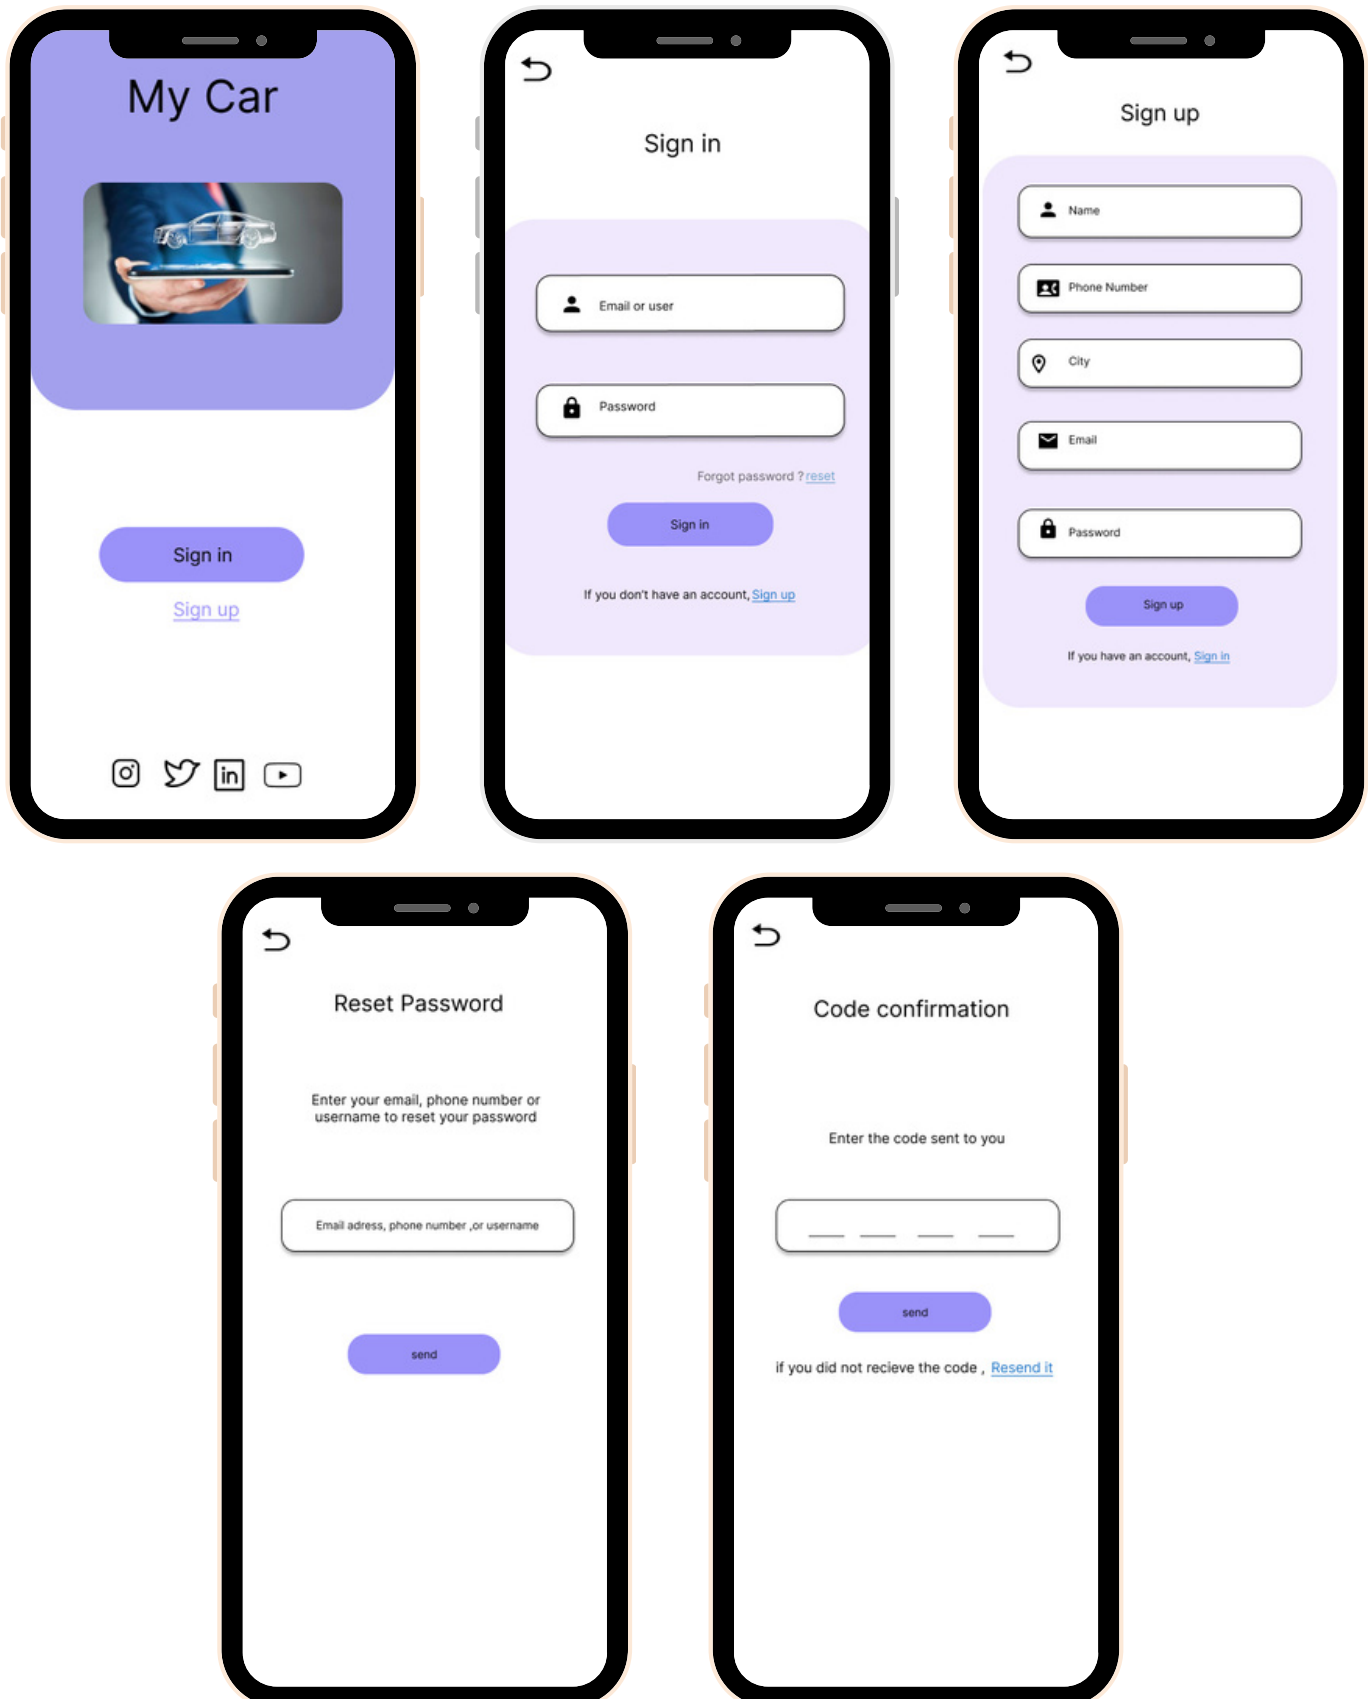 My Car
Sign in
Sign up
in
Sign in
Email or user
Password
Forgot password ? reset
Sign in
If you don't have an account, Sign up
Sign up
Name
Phone Number
City
Email
Password
Sign up
If you have an account, Sign in
Reset Password
Enter your email, phone number or
username to reset your password
Email adress, phone number ,or username
send
Code confirmation
Enter the code sent to you
send
if you did not recieve the code , Resend it